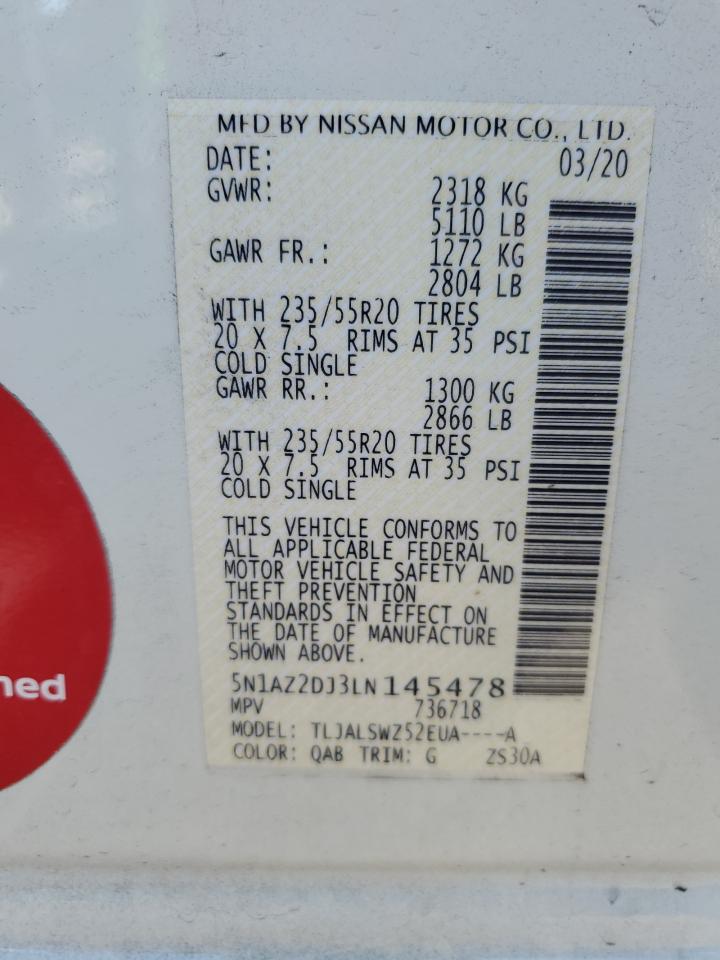 MFD BY NISSAN MOTOR CO., LTD.
DATE: 03/20
GVWR: 2318 KG
5110 LB
GAWR FR.: 1272 KG
2804 LB
WITH 235/55R20 TIRES
20 X 7.5 RIMS AT 35 PSI
COLD SINGLE
GAWR RR.: 1300 KG
2866 LB
WITH 235/55R20 TIRES
20 X 7.5 RIMS AT 35 PSI
COLD SINGLE
THIS VEHICLE CONFORMS TO
ALL APPLICABLE FEDERAL
MOTOR VEHICLE SAFETY AND
THEFT PREVENTION
STANDARDS IN EFFECT ON
THE DATE OF MANUFACTURE
SHOWN ABOVE.
5N1AZ2DJ3LN145478
MPV 736718
MODEL: TLJALSWZ52EUA----A
COLOR: QAB TRIM: G ZS30A
ned